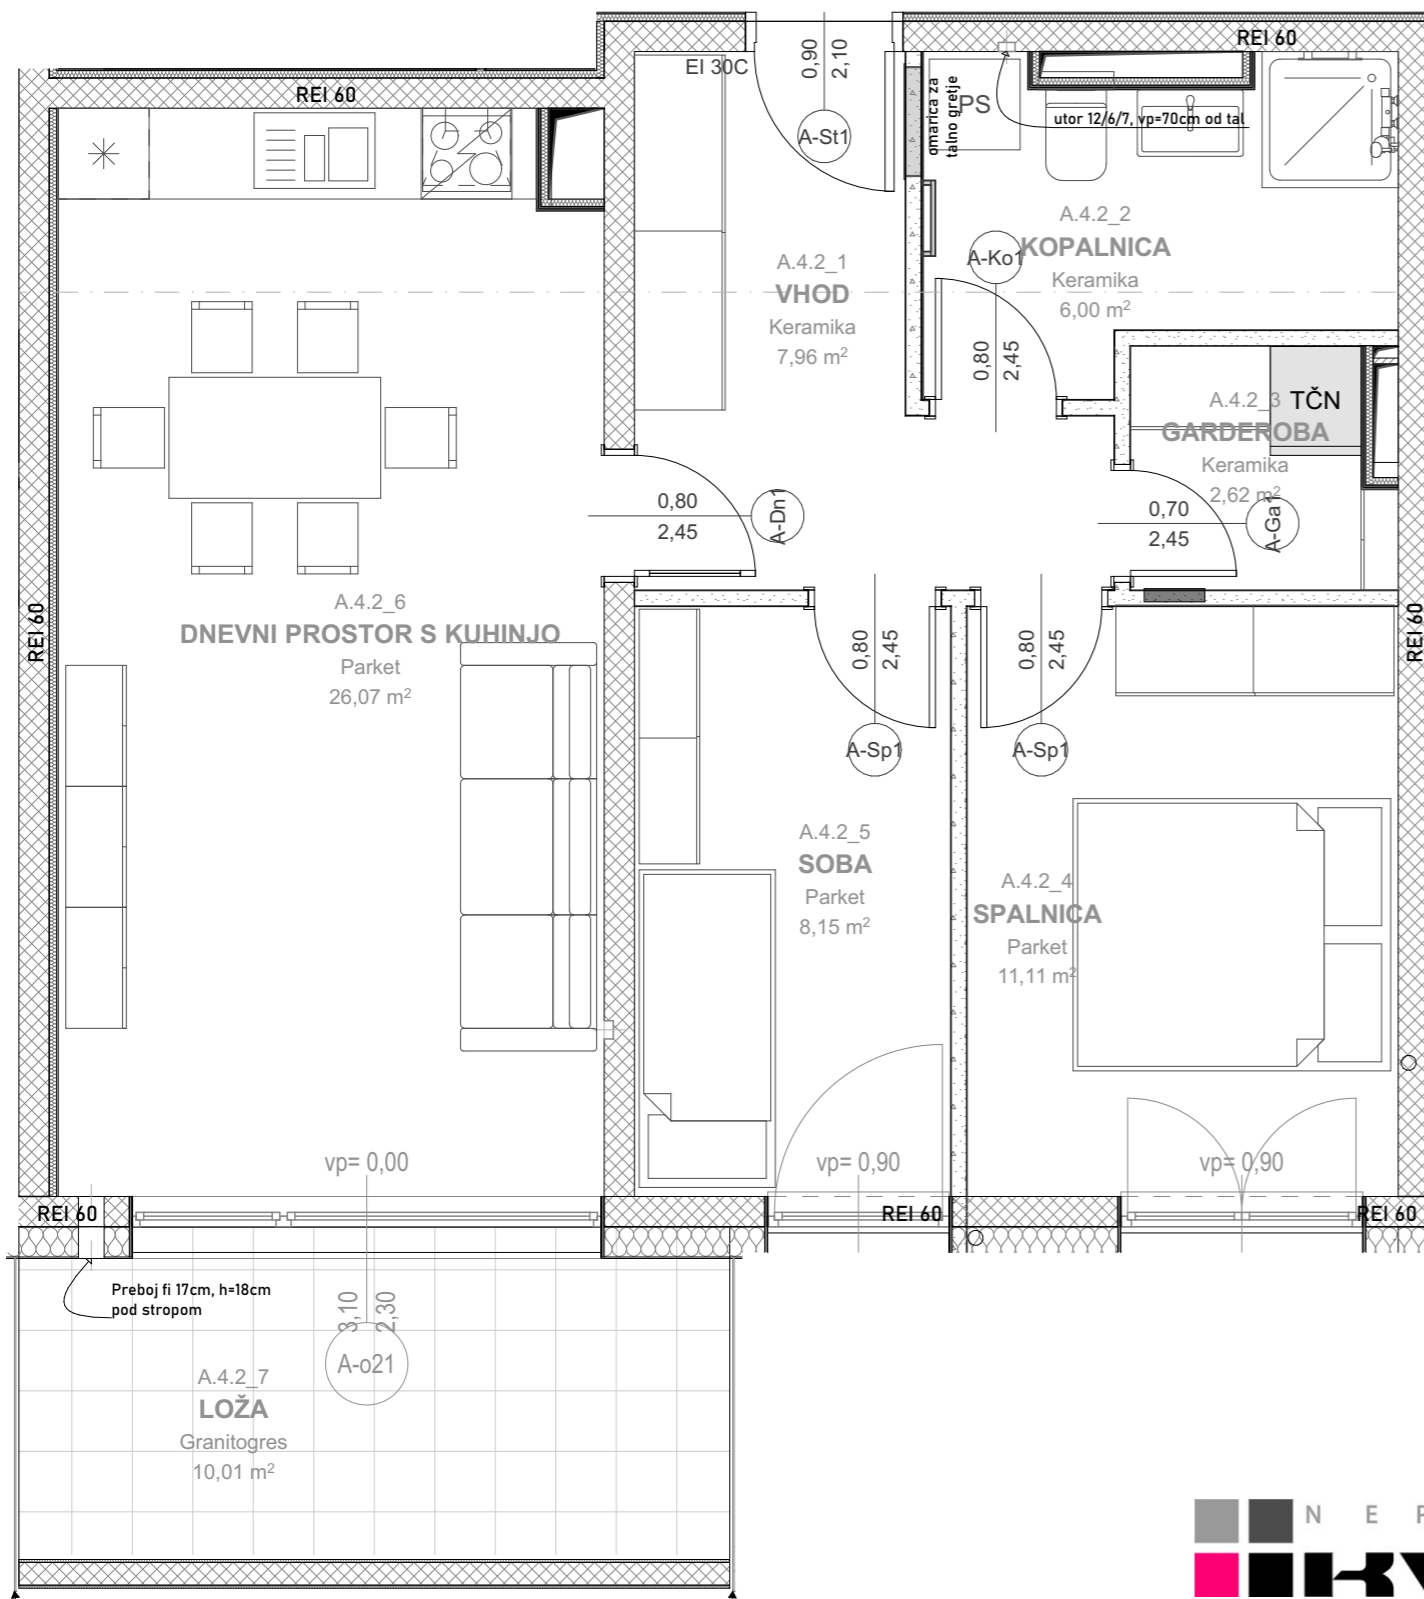 REI 60
EI 30C
0,90
2,10
A-St1
REI 60
omarica za
talno gretje
PS
utor 12/6/7, vp=70cm od tal
A.4.2_1
VHOD
Keramika
7,96 m²
A.4.2_2
KOPALNICA
Keramika
6,00 m²
A-Ko1
0,80
2,45
A.4.2_3
TČN
GARDEROBA
Keramika
2,62 m²
0,70
2,45
A-Ga1
0,80
2,45
A-Dn1
REI 60
A.4.2_6
DNEVNI PROSTOR S KUHINJO
Parket
26,07 m²
0,80
2,45
A-Sp1
0,80
2,45
A-Sp1
REI 60
A.4.2_5
SOBA
Parket
8,15 m²
A.4.2_4
SPALNICA
Parket
11,11 m²
vp= 0,00
vp= 0,90
vp= 0,90
REI 60
REI 60
REI 60
Preboj fi 17cm, h=18cm
pod stropom
3,10
2,30
A-o21
A.4.2_7
LOŽA
Granitogres
10,01 m²
N E